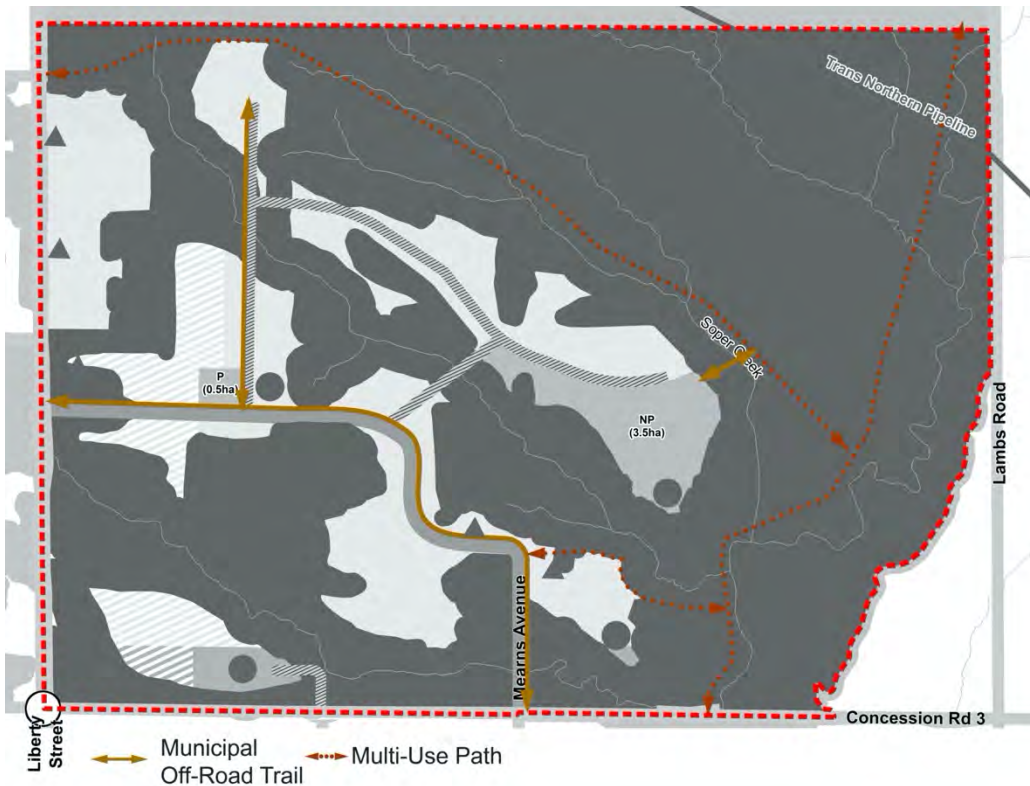 Trans Northern Pipeline
Soper Creek
P
(0.5ha)
NP
(3.5ha)
Lambs Road
Mearns Avenue
Concession Rd 3
Liberty
Street
Municipal
Off-Road Trail
Multi-Use Path